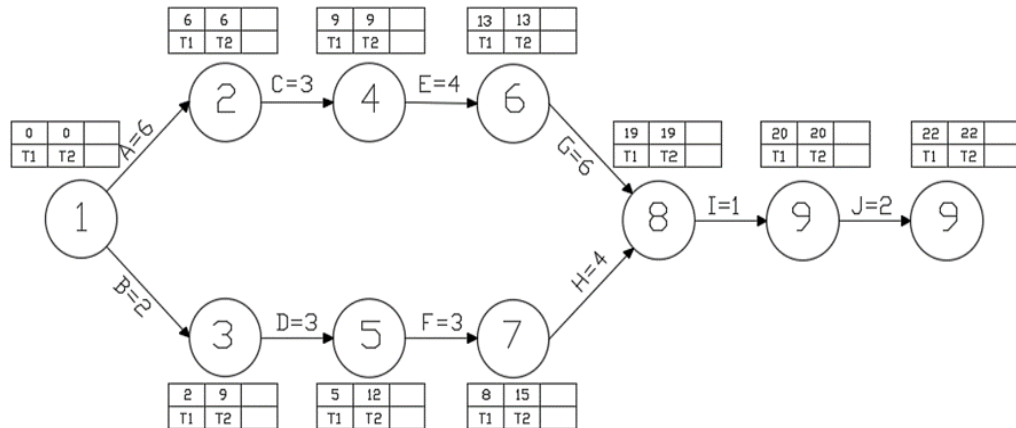 6 6
T1 T2
9 9
T1 T2
13 13
T1 T2
C=3
E=4
2
4
6
0 0
T1 T2
A=6
G=6
19 19
T1 T2
20 20
T1 T2
22 22
T1 T2
1
8
I=1
9
J=2
9
B=2
H=4
3
D=3
5
F=3
7
2 9
T1 T2
5 12
T1 T2
8 15
T1 T2